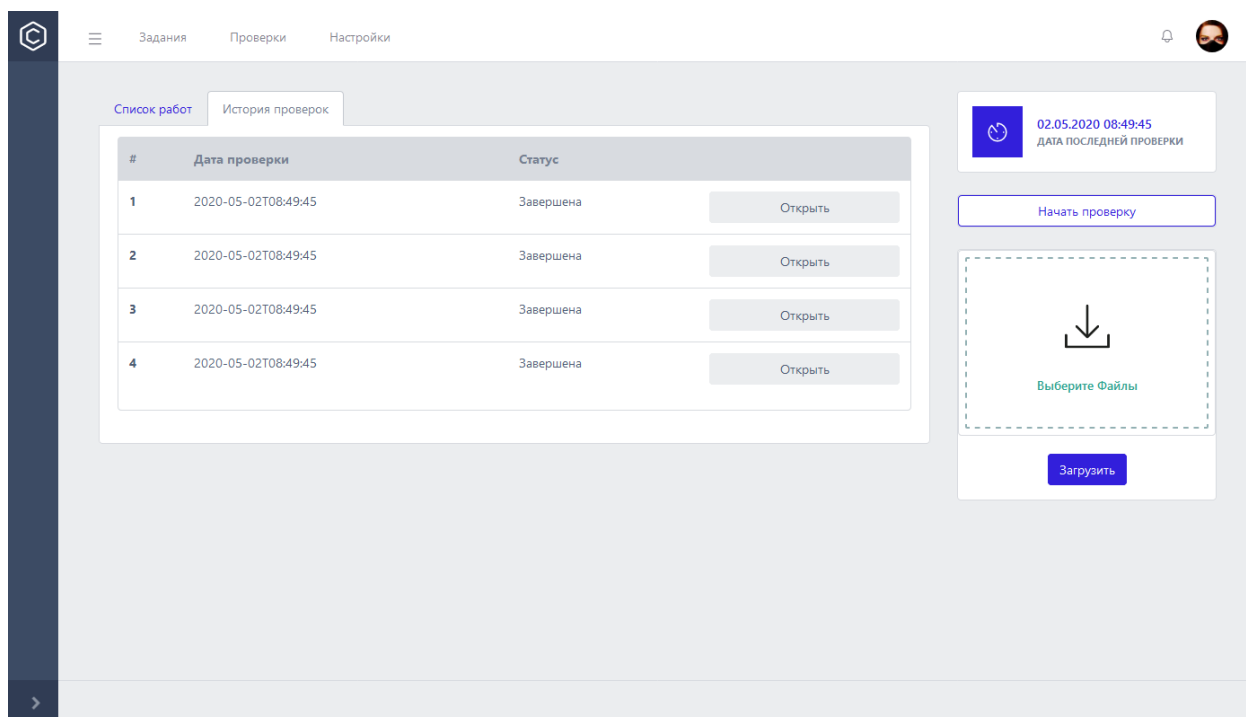 Задания Проверки Настройки
Список работ История проверок
# Дата проверки Статус
1 2020-05-02T08:49:45 Завершена Открыть
2 2020-05-02T08:49:45 Завершена Открыть
3 2020-05-02T08:49:45 Завершена Открыть
4 2020-05-02T08:49:45 Завершена Открыть
02.05.2020 08:49:45
ДАТА ПОСЛЕДНЕЙ ПРОВЕРКИ
Начать проверку
Выберите Файлы
Загрузить